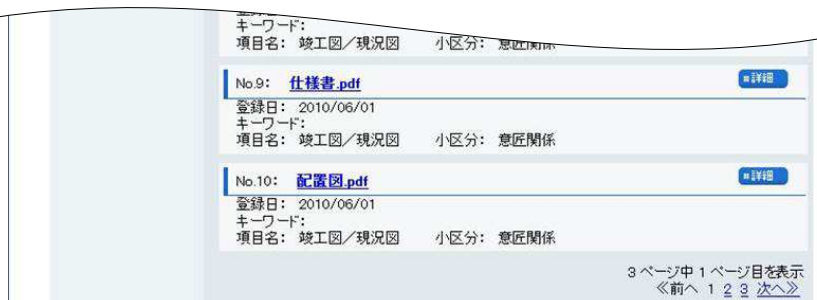 キーワード:
項目名: 竣工図／現況図 小区分: 意匠関係
No.9: 仕様書.pdf
詳細
登録日: 2010/06/01
キーワード:
項目名: 竣工図／現況図 小区分: 意匠関係
No.10: 配置図.pdf
詳細
登録日: 2010/06/01
キーワード:
項目名: 竣工図／現況図 小区分: 意匠関係
3 ページ中 1 ページ目を表示
≪前へ 1 2 3 次へ≫